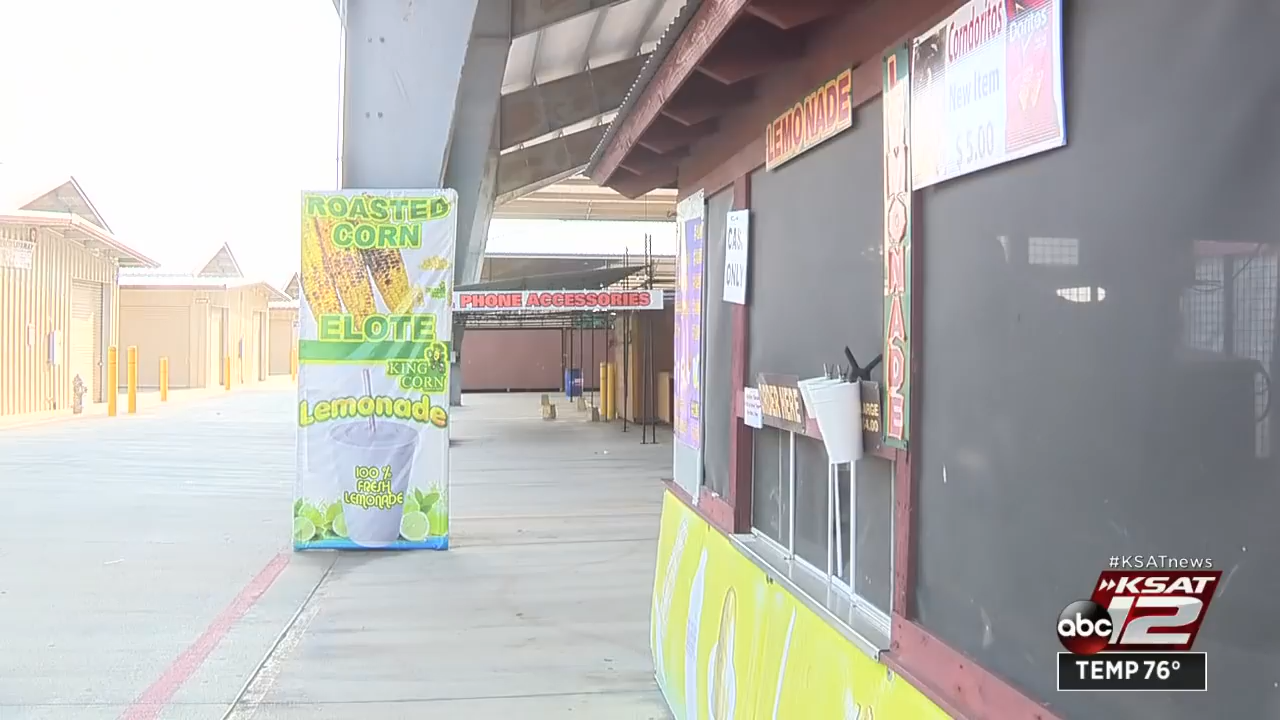 ROASTED
CORN
ELOTE
KING
CORN
Lemonade
100 %
FRESH
LEMONADE
PHONE ACCESSORIES
LEMONADE
ONLY
ORDER HERE
LEMONADE
Corndoritos
Doritos
New Item
$5.00
#KSATnews
KSAT
abc 12
TEMP 76°